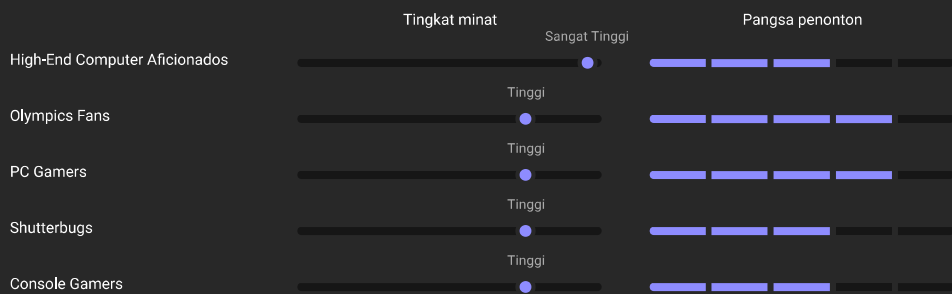 Tingkat minat
Pangsa penonton
Sangat Tinggi
High-End Computer Aficionados
Tinggi
Olympics Fans
Tinggi
PC Gamers
Tinggi
Shutterbugs
Tinggi
Console Gamers